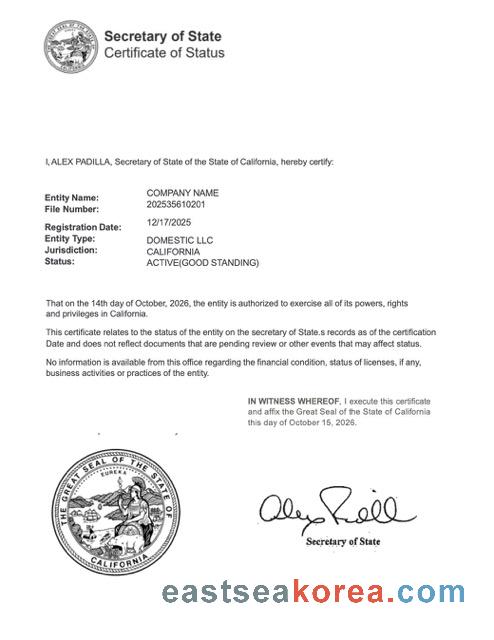 Secretary of State
Certificate of Status
I, ALEX PADILLA, Secretary of State of the State of California, hereby certify:
Entity Name: COMPANY NAME
File Number: 202535610201
Registration Date: 12/17/2025
Entity Type: DOMESTIC LLC
Jurisdiction: CALIFORNIA
Status: ACTIVE(GOOD STANDING)
That on the 14th day of October, 2026, the entity is authorized to exercise all of its powers, rights
and privileges in California.
This certificate relates to the status of the entity on the secretary of State.s records as of the certification
Date and does not reflect documents that are pending review or other events that may affect status.
No information is available from this office regarding the financial condition, status of licenses, if any,
business activities or practices of the entity.
IN WITNESS WHEREOF, I execute this certificate
and affix the Great Seal of the State of California
this day of October 15, 2026.
THE GREAT SEAL OF THE STATE OF CALIFORNIA
EUREKA
Secretary of State
eastseakorea.com